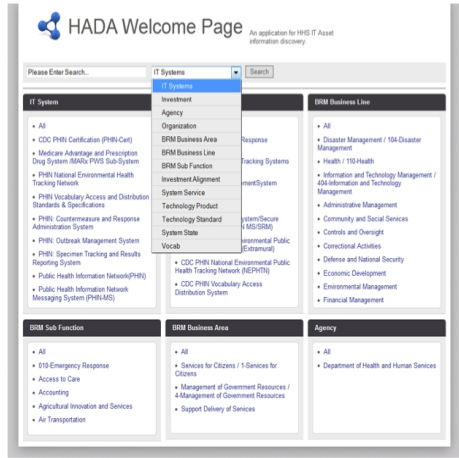 HADA Welcome Page
An application for HHS IT Asset
information discovery.
Please Enter Search..
IT Systems
Search
IT Systems
Investment
Agency
Organization
BRM Business Area
BRM Business Line
BRM Sub Function
Investment Alignment
System Service
Technology Product
Technology Standard
System State
Vocab
IT System
• All
• CDC PHIN Certification (PHIN-Cert)
• Medicare Advantage and Prescription
Drug System /MARx PWS Sub-System
• PHIN National Environmental Health
Tracking Network
• PHIN Vocabulary Access and Distribution
Standards & Specifications
• PHIN: Countermeasure and Response
Administration System
• PHIN: Outbreak Management System
• PHIN: Specimen Tracking and Results
Reporting System
• Public Health Information Network(PHIN)
• Public Health Information Network
Messaging System (PHIN-MS)
Response
Tracking Systems
mentSystem
ystem/Secure
N MS/SRM)
vironmental Public
(Extramural)
• CDC PHIN National Environmental Public
Health Tracking Network (NEPHTN)
• CDC PHIN Vocabulary Access
Distribution System
BRM Business Line
• All
• Disaster Management / 104-Disaster
Management
• Health / 110-Health
• Information and Technology Management /
404-Information and Technology
Management
• Administrative Management
• Community and Social Services
• Controls and Oversight
• Correctional Activities
• Defense and National Security
• Economic Development
• Environmental Management
• Financial Management
BRM Sub Function
• All
• 010-Emergency Response
• Access to Care
• Accounting
• Agricultural Innovation and Services
• Air Transportation
BRM Business Area
• All
• Services for Citizens / 1-Services for
Citizens
• Management of Government Resources /
4-Management of Government Resources
• Support Delivery of Services
Agency
• All
• Department of Health and Human Services